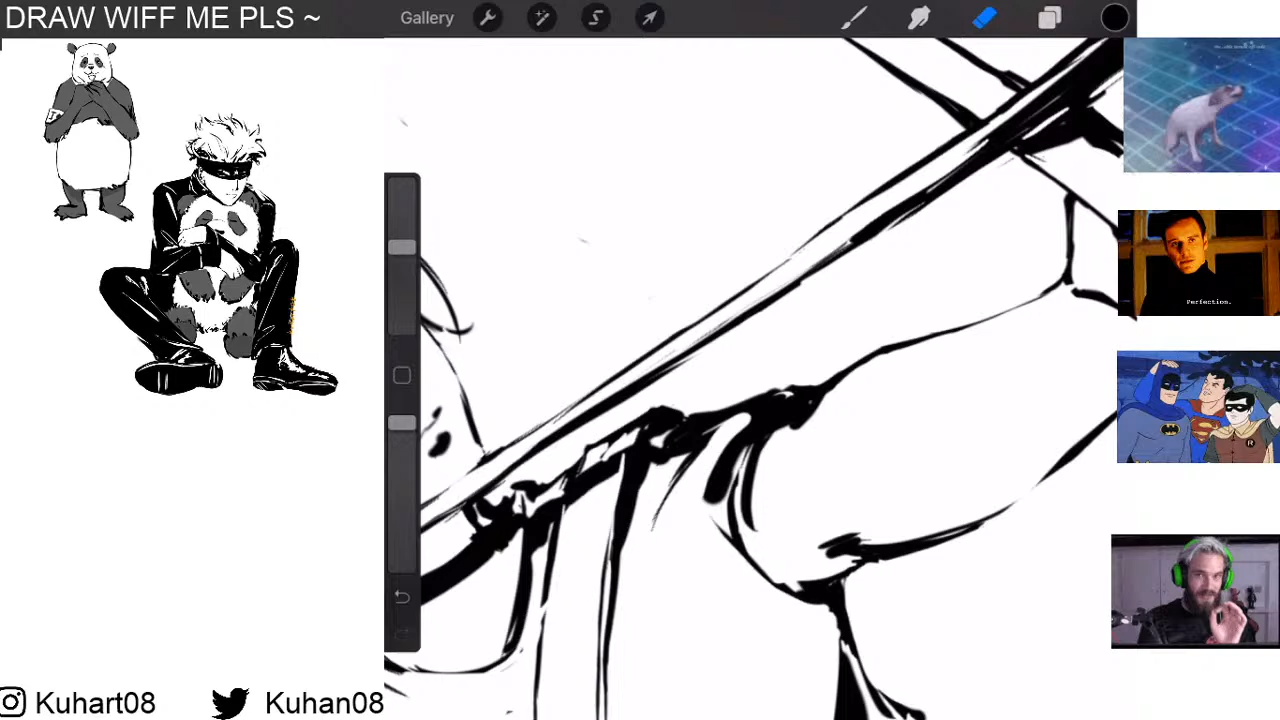 DRAW WIFF ME PLS ~
Gallery
Perfection.
Kuhart08
Kuhan08